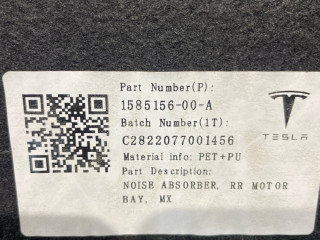 Part Number(P):
1585156-00-A
Batch Number(1T):
C2822077001456
TESLA
Material info: PET+PU
Part Description:
NOISE ABSORBER, RR MOTOR
BAY, MX